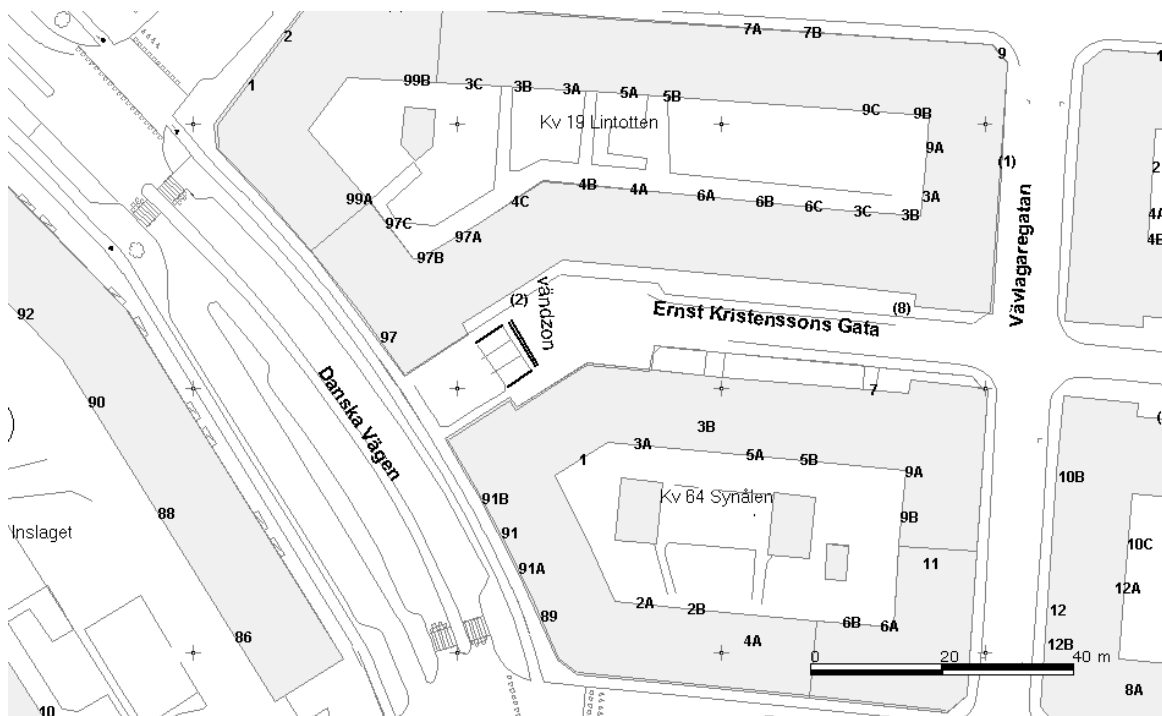 2
7A
7B
9
1
1
99B
3C
3B
3A
5A
5B
9C
9B
Kv 19 Lintotten
9A
(1)
2
99A
4B
4A
6A
6B
6C
3C
3B
3A
4C
97C
97A
97B
4A
4B
Vävlagaregatan
(2)
vändzon
(8)
Ernst Kristenssons Gata
92
97
Danska Vägen
90
7
3B
3A
5A
5B
1
9A
10B
91B
Kv 64 Synålen
88
9B
Inslaget
91
10C
91A
11
12A
2A
2B
12
89
6B
6A
86
4A
12B
0
20
40 m
8A
10